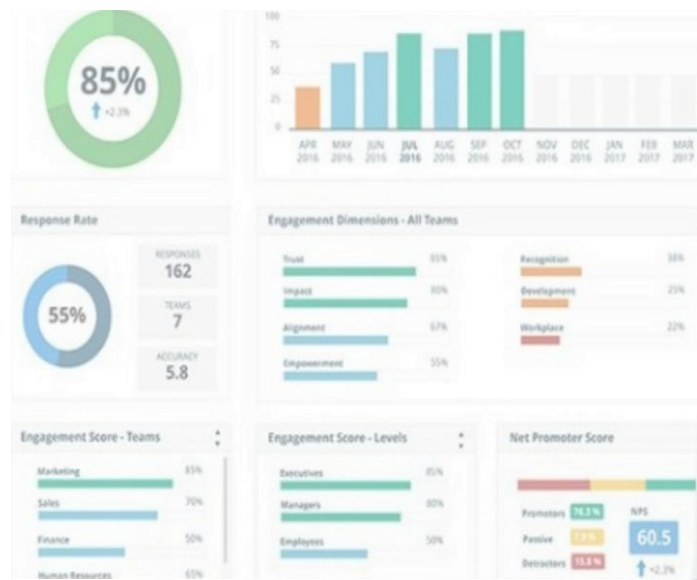 85%
+2.3%
100
75
50
25
0
APR MAY JUN JUL AUG SEP OCT NOV DEC JAN FEB MAR
2016 2016 2016 2016 2016 2016 2016 2016 2016 2017 2017 2017
Response Rate
55%
RESPONSES
162
TEAMS
7
ACCURACY
5.8
Engagement Dimensions - All Teams
Trust 85%
Impact 80%
Alignment 67%
Empowerment 55%
Recognition 38%
Development 25%
Workplace 22%
Engagement Score - Teams
Marketing 85%
Sales 70%
Finance 50%
Human Resources 65%
Engagement Score - Levels
Executives 85%
Managers 80%
Employees 50%
Net Promoter Score
Promoters 76.3 %
Passive
Detractors 15.8 %
NPS
60.5
+2.3%